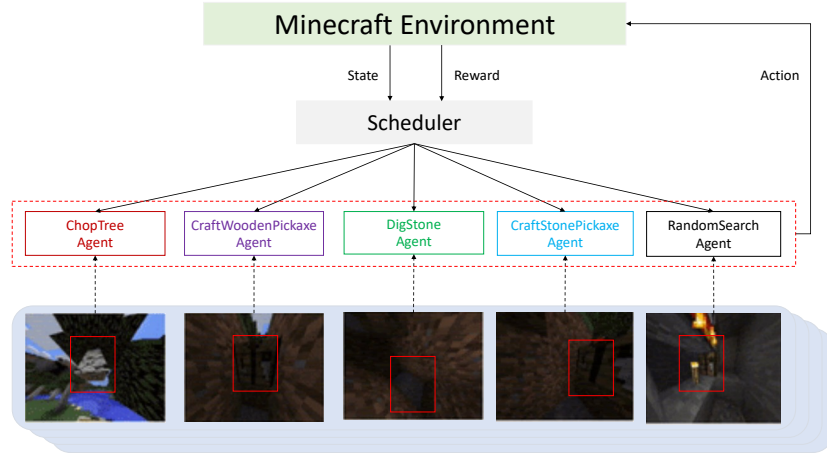 Minecraft Environment
State
Reward
Action
Scheduler
ChopTree
Agent
CraftWoodenPickaxe
Agent
DigStone
Agent
CraftStonePickaxe
Agent
RandomSearch
Agent